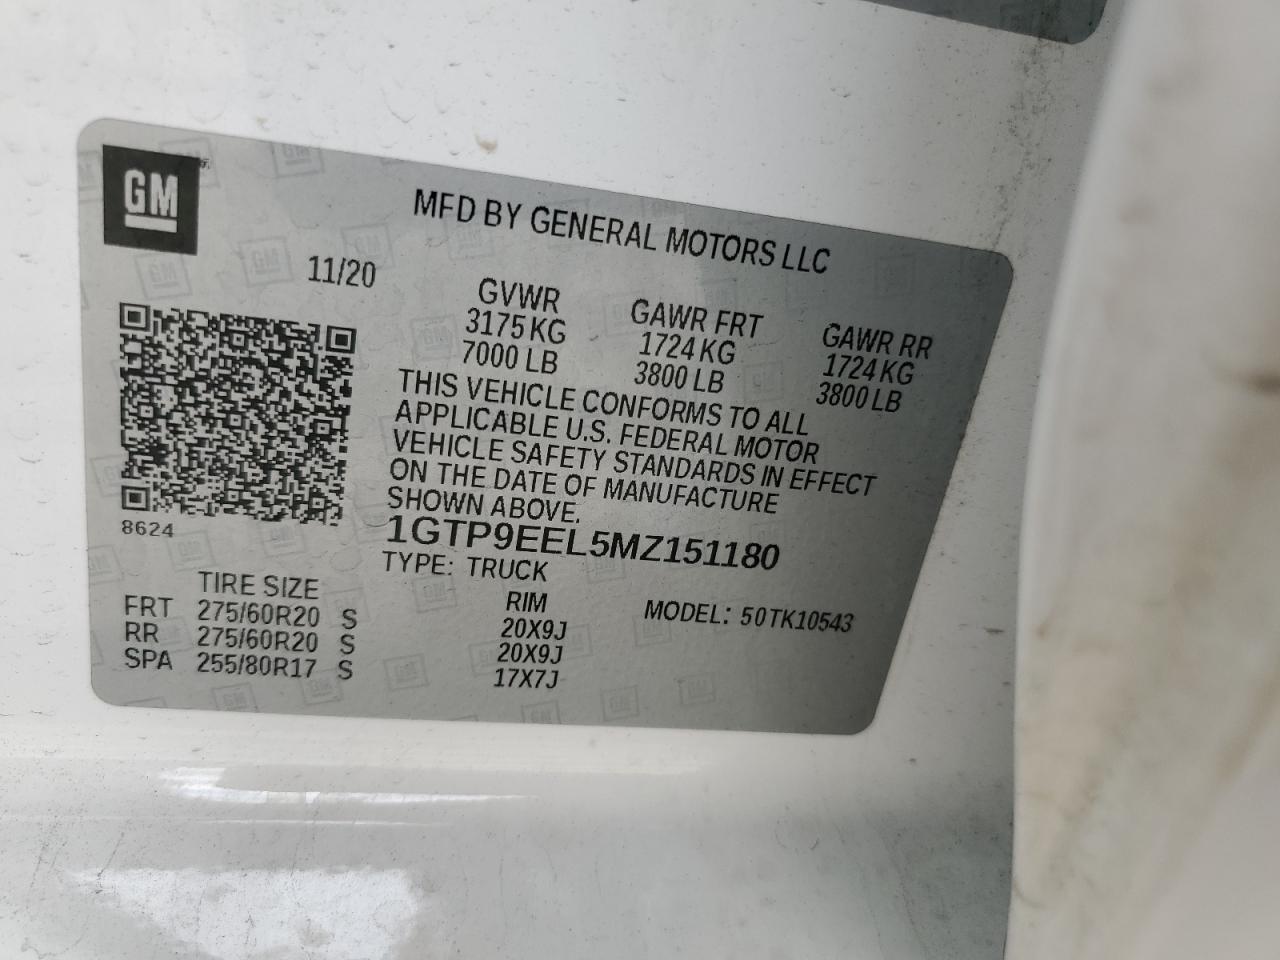 GM
MFD BY GENERAL MOTORS LLC
11/20
GVWR GAWR FRT GAWR RR
3175 KG 1724 KG 1724 KG
7000 LB 3800 LB 3800 LB
THIS VEHICLE CONFORMS TO ALL
APPLICABLE U.S. FEDERAL MOTOR
VEHICLE SAFETY STANDARDS IN EFFECT
ON THE DATE OF MANUFACTURE
SHOWN ABOVE.
8624
1GTP9EEL5MZ151180
TYPE: TRUCK
TIRE SIZE RIM MODEL: 50TK10543
FRT 275/60R20 S 20X9J
RR 275/60R20 S 20X9J
SPA 255/80R17 S 17X7J